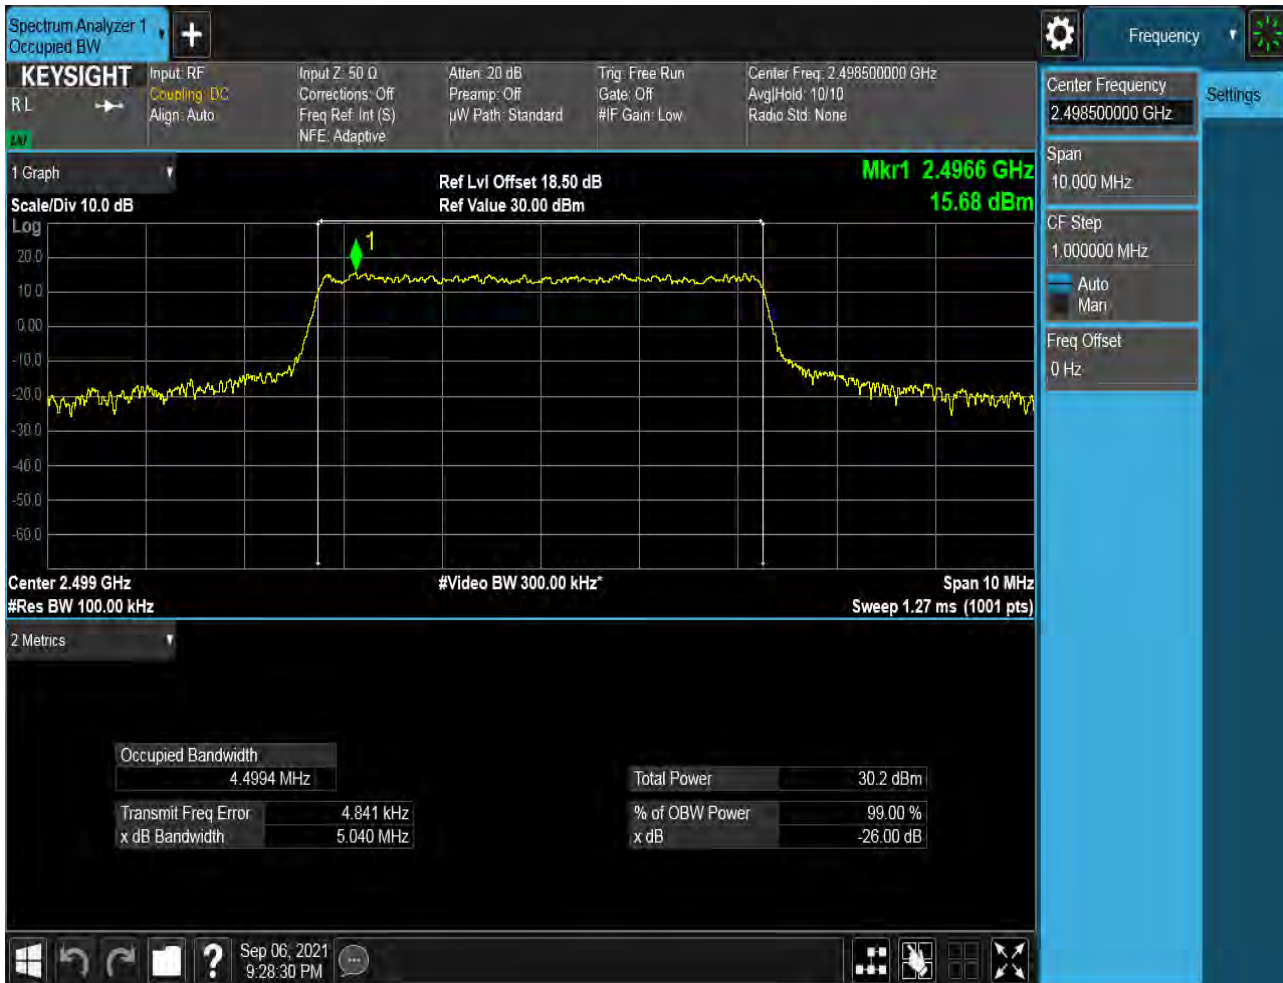 Spectrum Analyzer 1
Occupied BW
Frequency
KEYSIGHT
R L
Input: RF
Coupling: DC
Align: Auto
Input Z: 50 Ω
Corrections: Off
Freq Ref: Int (S)
NFE: Adaptive
Atten: 20 dB
Preamp: Off
µW Path: Standard
Trig: Free Run
Gate: Off
#IF Gain: Low
Center Freq: 2.498500000 GHz
Avg|Hold: 10/10
Radio Std: None
Center Frequency
2.498500000 GHz
Settings
Span
10.000 MHz
CF Step
1.000000 MHz
Auto
Man
Freq Offset
0 Hz
1 Graph
Scale/Div 10.0 dB
Ref Lvl Offset 18.50 dB
Ref Value 30.00 dBm
Mkr1 2.4966 GHz
15.68 dBm
Log
1
20.0
10.0
0.00
-10.0
-20.0
-30.0
-40.0
-50.0
-60.0
Center 2.499 GHz
#Video BW 300.00 kHz*
Span 10 MHz
#Res BW 100.00 kHz
Sweep 1.27 ms (1001 pts)
2 Metrics
Occupied Bandwidth
4.4994 MHz
Total Power 30.2 dBm
Transmit Freq Error 4.841 kHz
% of OBW Power 99.00 %
x dB Bandwidth 5.040 MHz
x dB -26.00 dB
?
Sep 06, 2021
9:28:30 PM